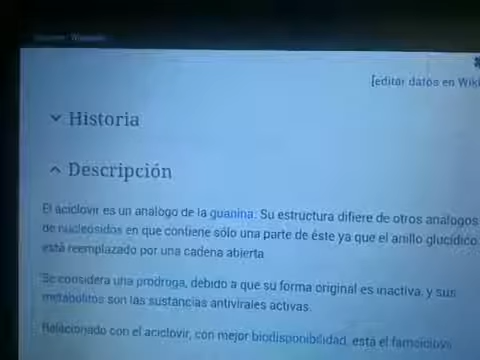 [editar datos en Wiki
Historia
Descripción
El aciclovir es un análogo de la guanina. Su estructura difiere de otros análogos
de nucleósidos en que contiene sólo una parte de éste ya que el anillo glucídico
está reemplazado por una cadena abierta
Se considera una prodroga, debido a que su forma original es inactiva, y sus
metabolitos son las sustancias antivirales activas.
Relacionado con el aciclovir, con mejor biodisponibilidad, está el famciclovir